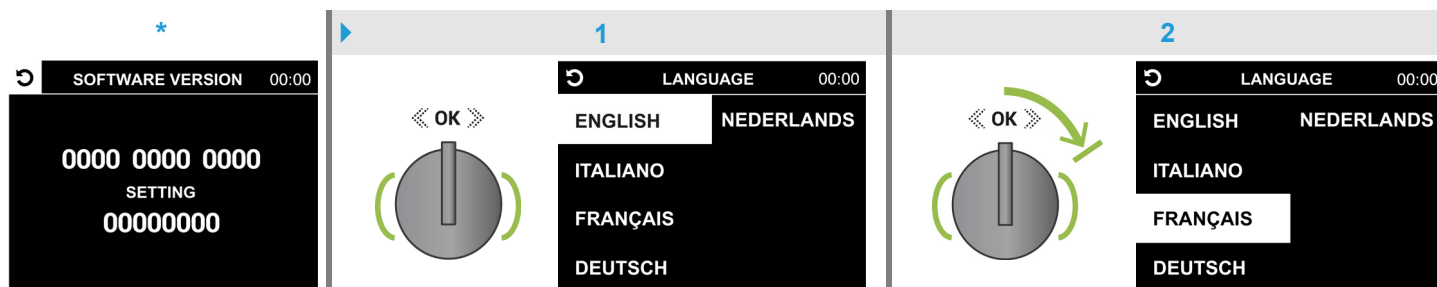 *
SOFTWARE VERSION 00:00
0000 0000 0000
SETTING
00000000
1
OK
LANGUAGE 00:00
ENGLISH NEDERLANDS
ITALIANO
FRANÇAIS
DEUTSCH
2
OK
LANGUAGE 00:00
ENGLISH NEDERLANDS
ITALIANO
FRANÇAIS
DEUTSCH